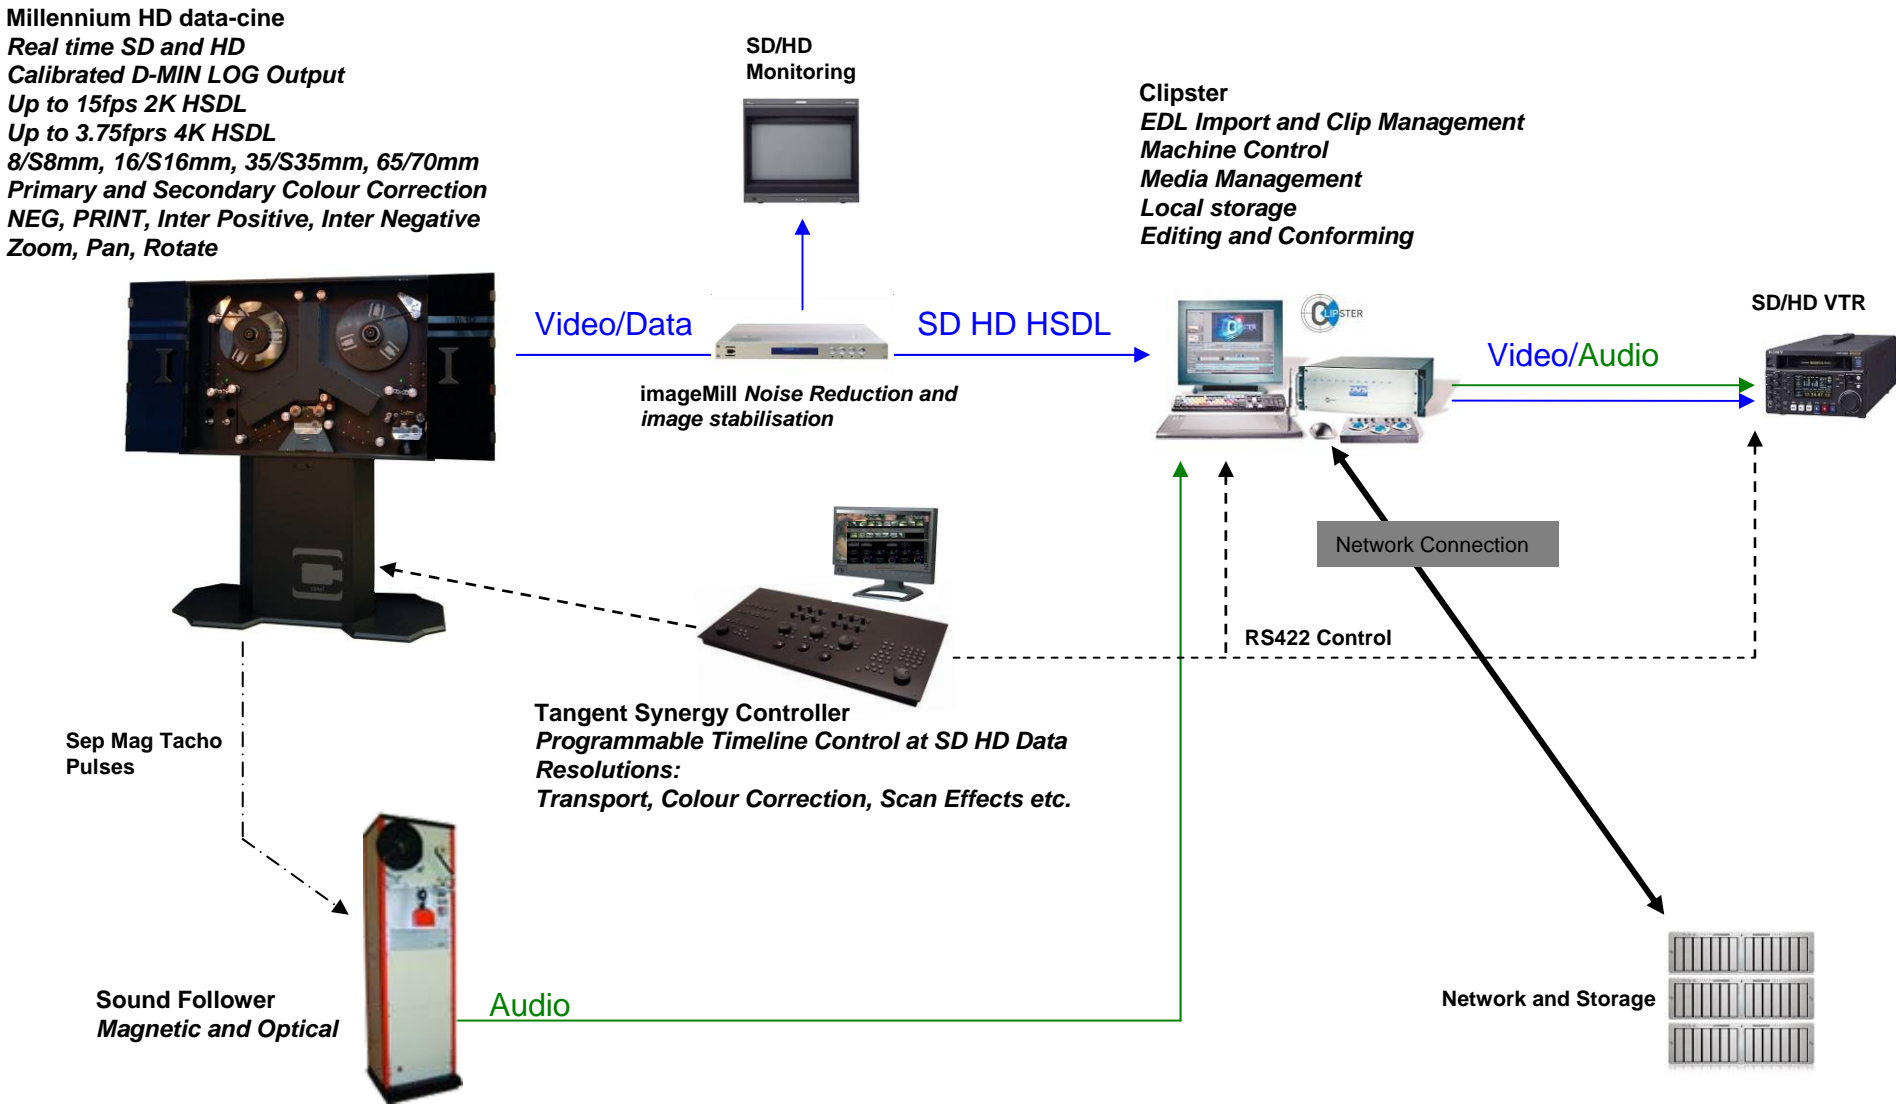 Millennium HD data-cine
Real time SD and HD
Calibrated D-MIN LOG Output
Up to 15fps 2K HSDL
Up to 3.75fprs 4K HSDL
8/S8mm, 16/S16mm, 35/S35mm, 65/70mm
Primary and Secondary Colour Correction
NEG, PRINT, Inter Positive, Inter Negative
Zoom, Pan, Rotate
SD/HD
Monitoring
Clipster
EDL Import and Clip Management
Machine Control
Media Management
Local storage
Editing and Conforming
SD/HD VTR
Video/Data
SD HD HSDL
CLIPSTER
Video/Audio
imageMill Noise Reduction and
image stabilisation
Network Connection
RS422 Control
Tangent Synergy Controller
Programmable Timeline Control at SD HD Data
Resolutions:
Transport, Colour Correction, Scan Effects etc.
Sep Mag Tacho
Pulses
Sound Follower
Magnetic and Optical
Audio
Network and Storage